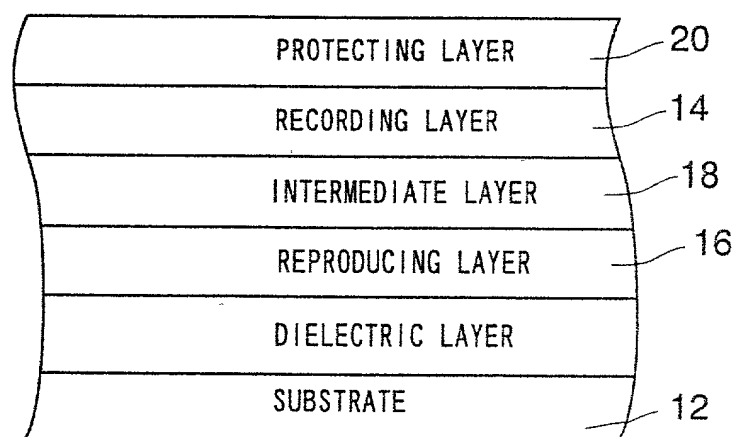 PROTECTING LAYER 20
RECORDING LAYER 14
INTERMEDIATE LAYER 18
REPRODUCING LAYER 16
DIELECTRIC LAYER
SUBSTRATE 12